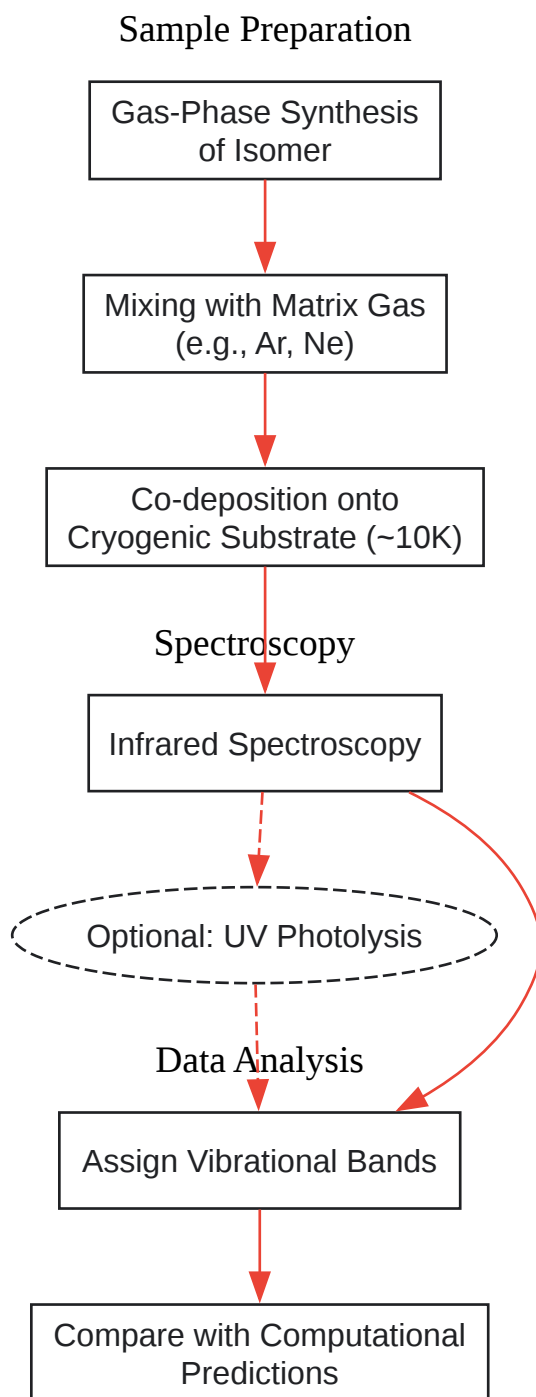 Sample Preparation
Gas-Phase Synthesis
of Isomer
Mixing with Matrix Gas
(e.g., Ar, Ne)
Co-deposition onto
Cryogenic Substrate (~10K)
Spectroscopy
Infrared Spectroscopy
Optional: UV Photolysis
Data Analysis
Assign Vibrational Bands
Compare with Computational
Predictions